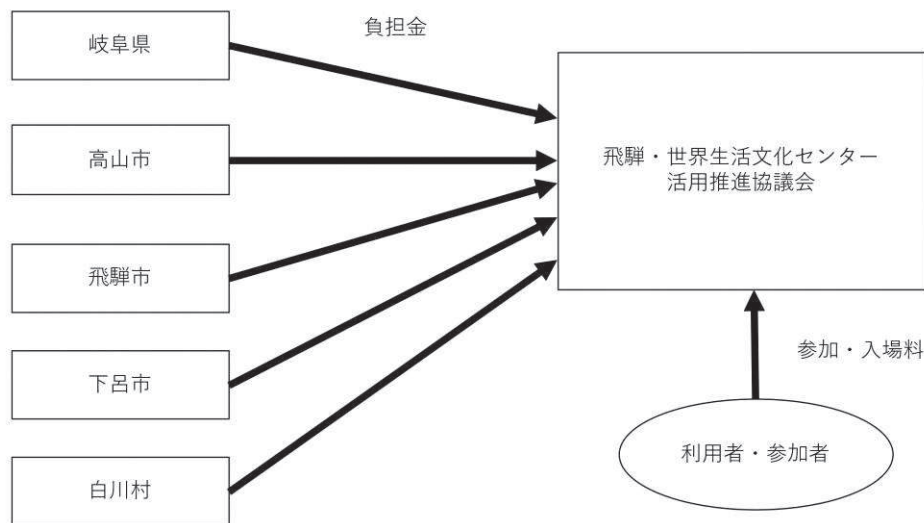 岐阜県
負担金
高山市
飛騨・世界生活文化センター
活用推進協議会
飛騨市
下呂市
参加・入場料
利用者・参加者
白川村